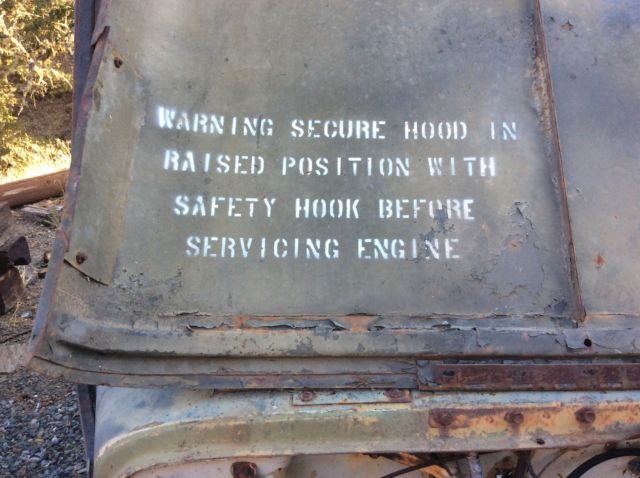 WARNING SECURE HOOD IN
RAISED POSITION WITH
SAFETY HOOK BEFORE
SERVICING ENGINE